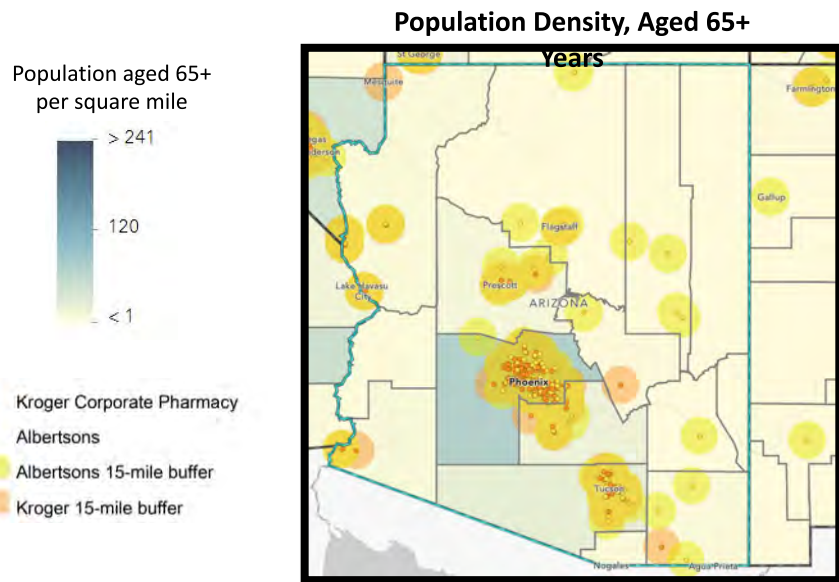 Population Density, Aged 65+
Years
Population aged 65+
per square mile
> 241
120
< 1
Kroger Corporate Pharmacy
Albertsons
Albertsons 15-mile buffer
Kroger 15-mile buffer
St George
Mesquite
Farmington
egas
derson
Gallup
Flagstaff
Prescott
Lake Havasu
City
ARIZONA
Phoenix
Tucson
Nogales
Agua Prieta